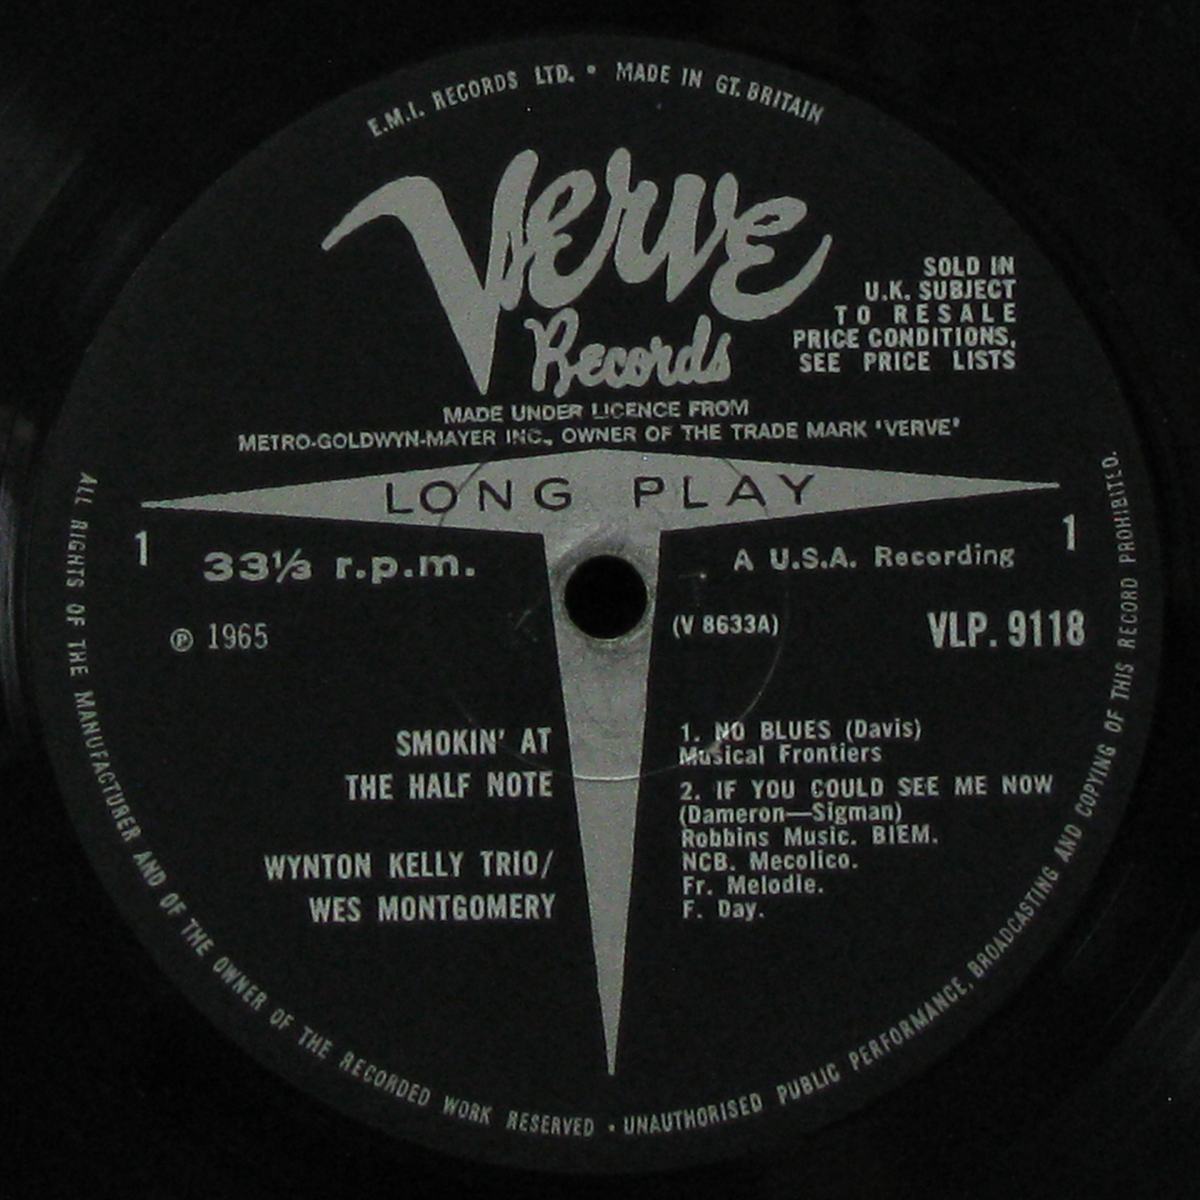 E.M.I. RECORDS LTD. • MADE IN GT. BRITAIN
Verve
Records
SOLD IN
U.K. SUBJECT
TO RESALE
PRICE CONDITIONS,
SEE PRICE LISTS
MADE UNDER LICENCE FROM
METRO-GOLDWYN-MAYER INC., OWNER OF THE TRADE MARK 'VERVE'
LONG PLAY
1
33⅓ r.p.m.
A U.S.A. Recording
1
℗ 1965
(V 8633A)
VLP. 9118
SMOKIN' AT
THE HALF NOTE
WYNTON KELLY TRIO/
WES MONTGOMERY
1. NO BLUES (Davis)
Musical Frontiers
2. IF YOU COULD SEE ME NOW
(Dameron—Sigman)
Robbins Music. BIEM.
NCB. Mecolico.
Fr. Melodie.
F. Day.
ALL RIGHTS OF THE MANUFACTURER AND OF THE OWNER OF THE RECORDED WORK RESERVED • UNAUTHORISED PUBLIC PERFORMANCE, BROADCASTING AND COPYING OF THIS RECORD PROHIBITED.